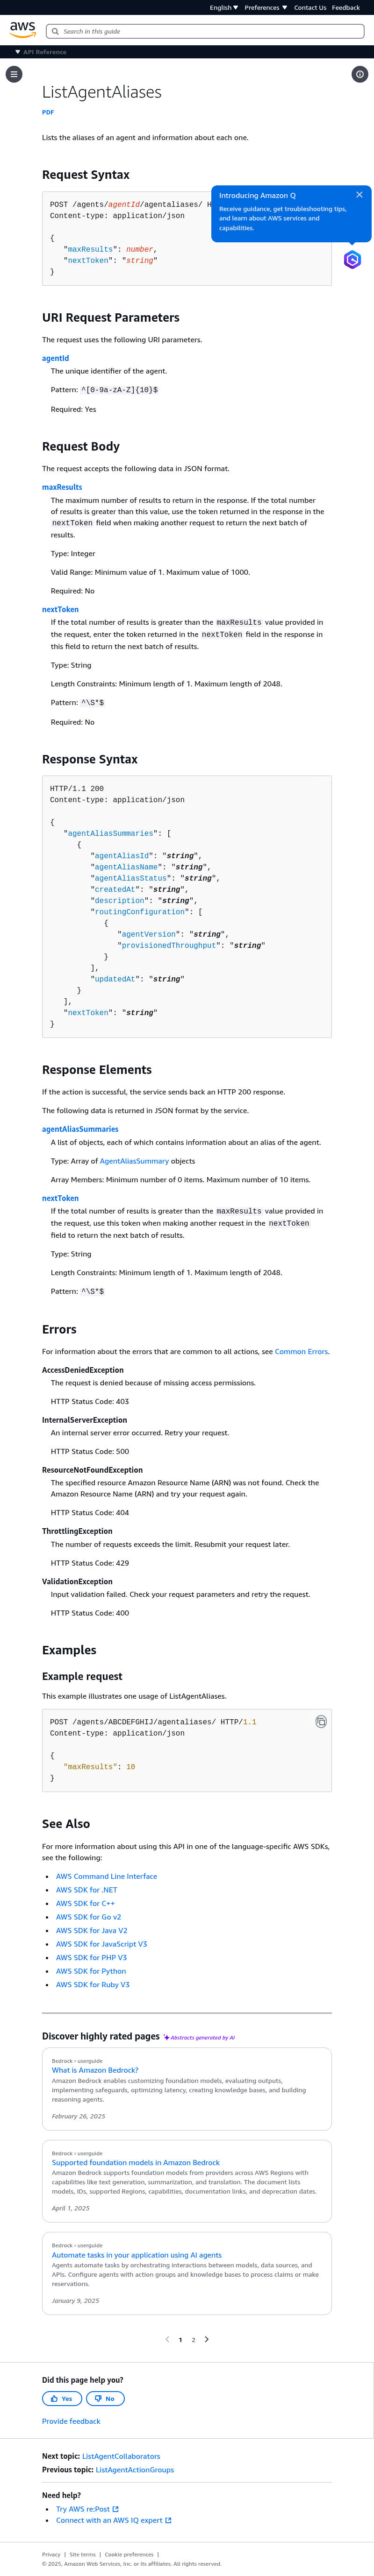 English Preferences Contact Us Feedback
aws
Search in this guide
API Reference
ListAgentAliases
PDF
Lists the aliases of an agent and information about each one.
Request Syntax
POST /agents/agentId/agentaliases/ H
Content-type: application/json
{
"maxResults": number,
"nextToken": "string"
}
Introducing Amazon Q
Receive guidance, get troubleshooting tips,
and learn about AWS services and
capabilities.
URI Request Parameters
The request uses the following URI parameters.
agentId
The unique identifier of the agent.
Pattern: ^[0-9a-zA-Z]{10}$
Required: Yes
Request Body
The request accepts the following data in JSON format.
maxResults
The maximum number of results to return in the response. If the total number
of results is greater than this value, use the token returned in the response in the
nextToken field when making another request to return the next batch of
results.
Type: Integer
Valid Range: Minimum value of 1. Maximum value of 1000.
Required: No
nextToken
If the total number of results is greater than the maxResults value provided in
the request, enter the token returned in the nextToken field in the response in
this field to return the next batch of results.
Type: String
Length Constraints: Minimum length of 1. Maximum length of 2048.
Pattern: ^\S*$
Required: No
Response Syntax
HTTP/1.1 200
Content-type: application/json
{
"agentAliasSummaries": [
{
"agentAliasId": "string",
"agentAliasName": "string",
"agentAliasStatus": "string",
"createdAt": "string",
"description": "string",
"routingConfiguration": [
{
"agentVersion": "string",
"provisionedThroughput": "string"
}
],
"updatedAt": "string"
}
],
"nextToken": "string"
}
Response Elements
If the action is successful, the service sends back an HTTP 200 response.
The following data is returned in JSON format by the service.
agentAliasSummaries
A list of objects, each of which contains information about an alias of the agent.
Type: Array of AgentAliasSummary objects
Array Members: Minimum number of 0 items. Maximum number of 10 items.
nextToken
If the total number of results is greater than the maxResults value provided in
the request, use this token when making another request in the nextToken
field to return the next batch of results.
Type: String
Length Constraints: Minimum length of 1. Maximum length of 2048.
Pattern: ^\S*$
Errors
For information about the errors that are common to all actions, see Common Errors.
AccessDeniedException
The request is denied because of missing access permissions.
HTTP Status Code: 403
InternalServerException
An internal server error occurred. Retry your request.
HTTP Status Code: 500
ResourceNotFoundException
The specified resource Amazon Resource Name (ARN) was not found. Check the
Amazon Resource Name (ARN) and try your request again.
HTTP Status Code: 404
ThrottlingException
The number of requests exceeds the limit. Resubmit your request later.
HTTP Status Code: 429
ValidationException
Input validation failed. Check your request parameters and retry the request.
HTTP Status Code: 400
Examples
Example request
This example illustrates one usage of ListAgentAliases.
POST /agents/ABCDEFGHIJ/agentaliases/ HTTP/1.1
Content-type: application/json
{
"maxResults": 10
}
See Also
For more information about using this API in one of the language-specific AWS SDKs,
see the following:
AWS Command Line Interface
AWS SDK for .NET
AWS SDK for C++
AWS SDK for Go v2
AWS SDK for Java V2
AWS SDK for JavaScript V3
AWS SDK for PHP V3
AWS SDK for Python
AWS SDK for Ruby V3
Discover highly rated pages Abstracts generated by AI
Bedrock › userguide
What is Amazon Bedrock?
Amazon Bedrock enables customizing foundation models, evaluating outputs,
implementing safeguards, optimizing latency, creating knowledge bases, and building
reasoning agents.
February 26, 2025
Bedrock › userguide
Supported foundation models in Amazon Bedrock
Amazon Bedrock supports foundation models from providers across AWS Regions with
capabilities like text generation, summarization, and translation. The document lists
models, IDs, supported Regions, capabilities, documentation links, and deprecation dates.
April 1, 2025
Bedrock › userguide
Automate tasks in your application using AI agents
Agents automate tasks by orchestrating interactions between models, data sources, and
APIs. Configure agents with action groups and knowledge bases to process claims or make
reservations.
January 9, 2025
1 2
Did this page help you?
Yes No
Provide feedback
Next topic: ListAgentCollaborators
Previous topic: ListAgentActionGroups
Need help?
Try AWS re:Post
Connect with an AWS IQ expert
Privacy | Site terms | Cookie preferences |
© 2025, Amazon Web Services, Inc. or its affiliates. All rights reserved.